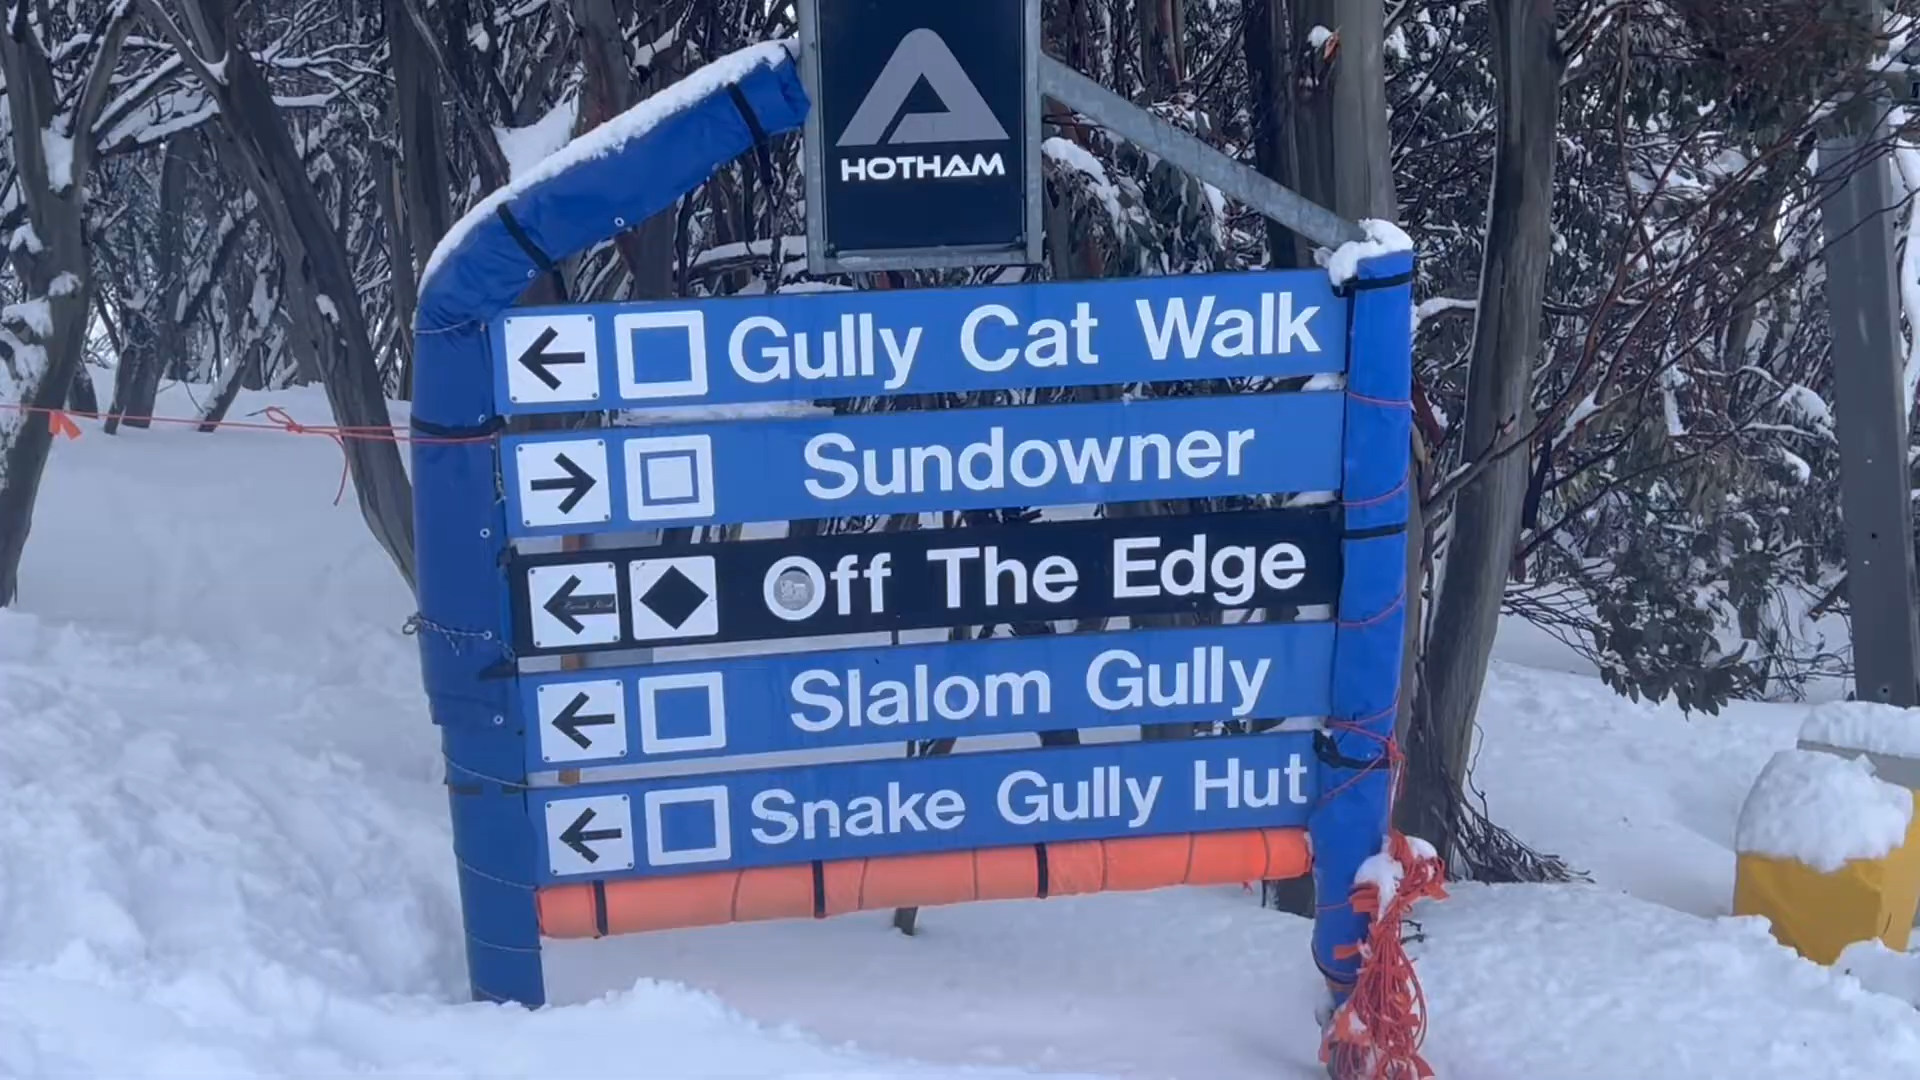 HOTHAM
Gully Cat Walk
Sundowner
Off The Edge
Slalom Gully
Snake Gully Hut